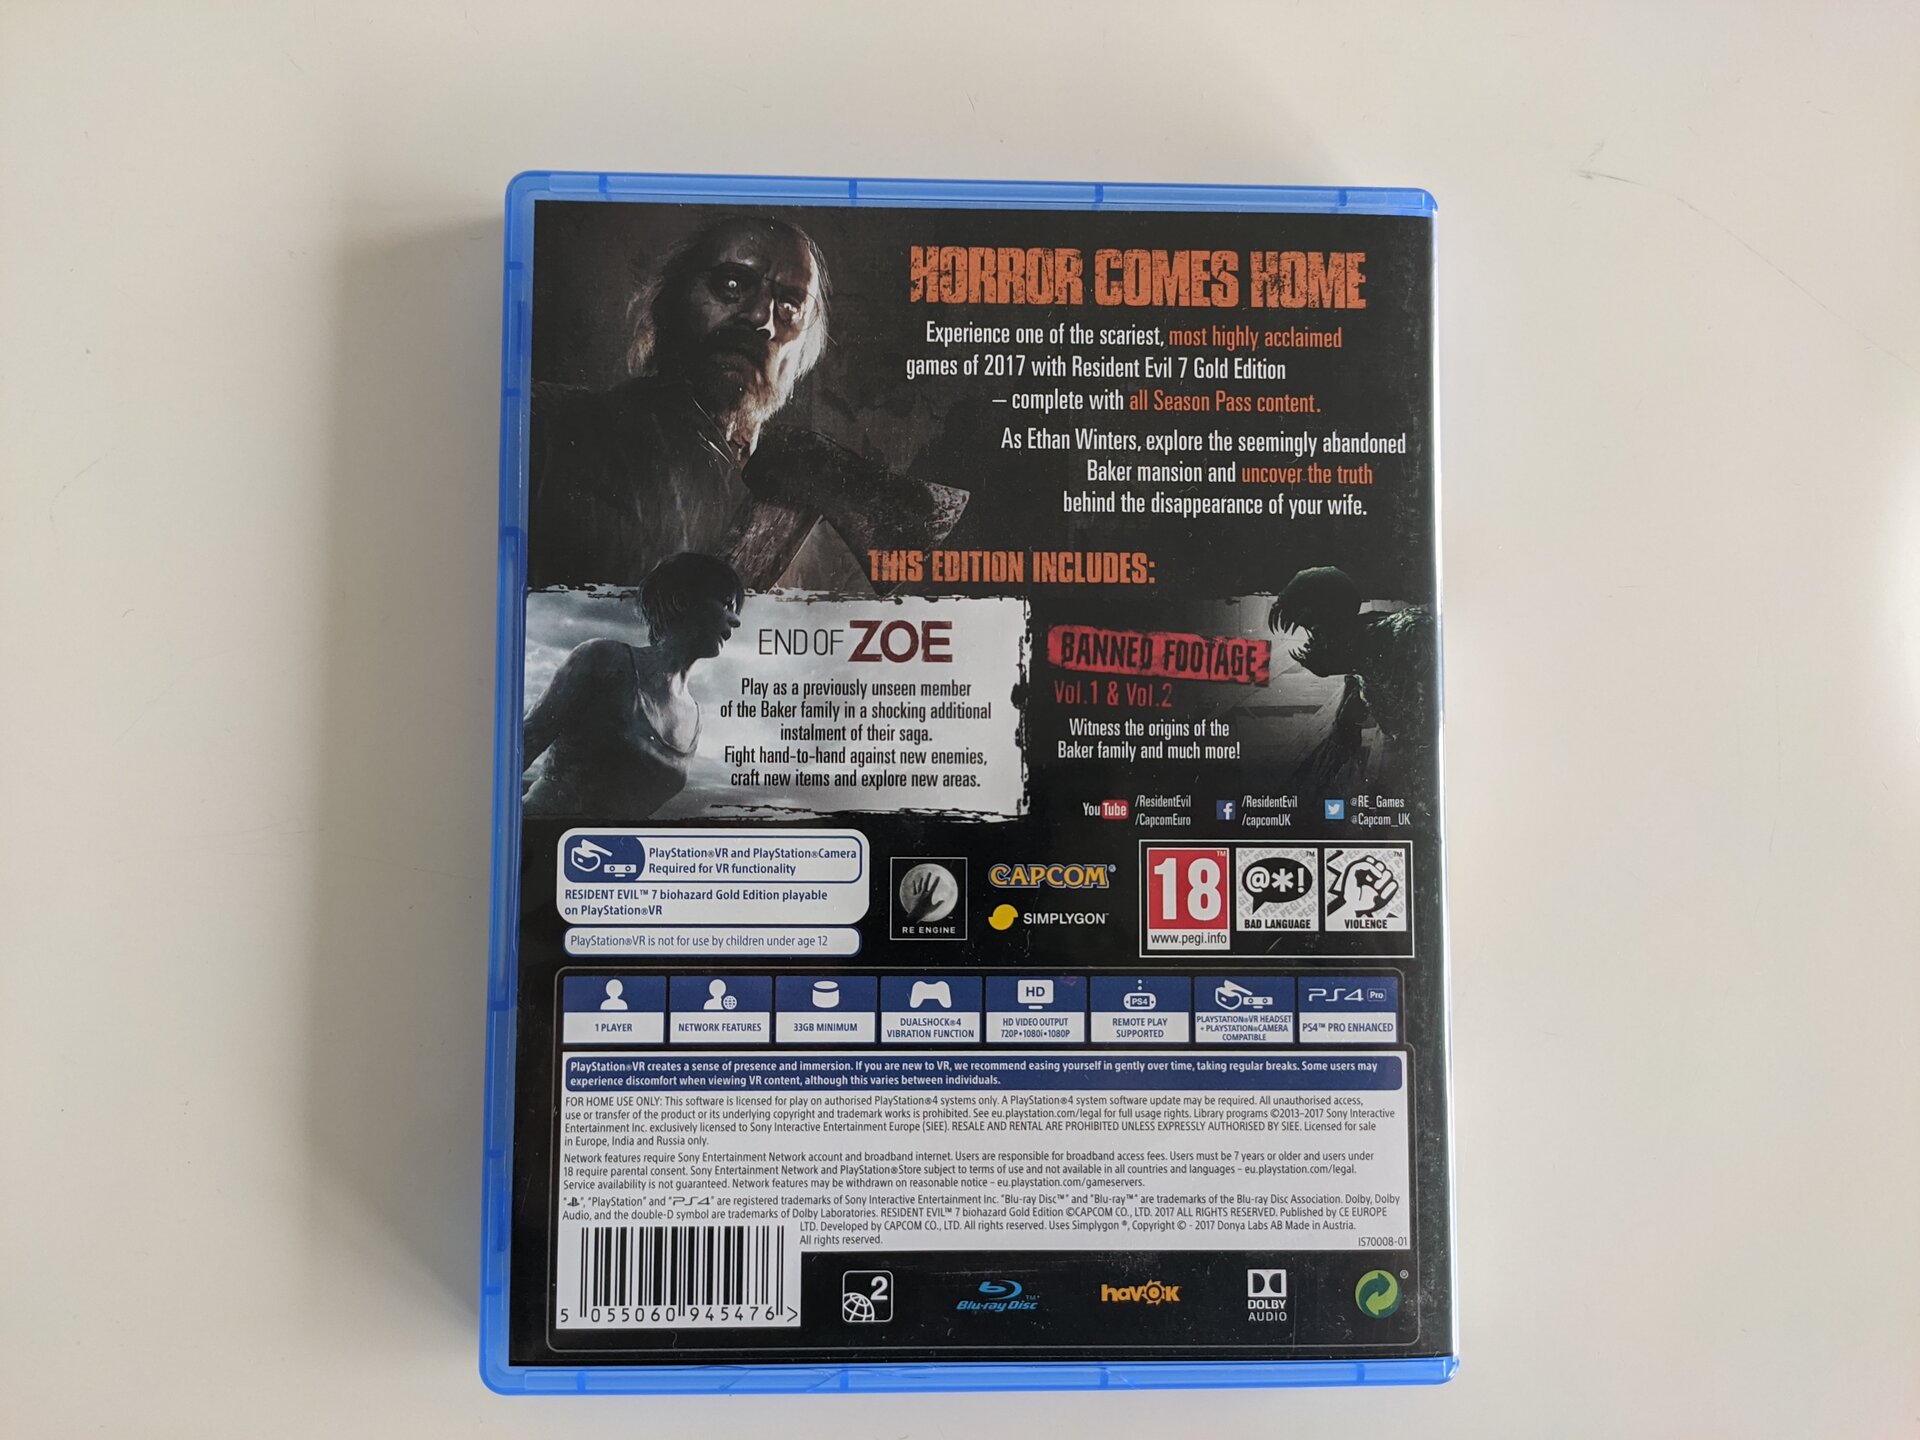 HORROR COMES HOME
Experience one of the scariest, most highly acclaimed
games of 2017 with Resident Evil 7 Gold Edition
– complete with all Season Pass content.
As Ethan Winters, explore the seemingly abandoned
Baker mansion and uncover the truth
behind the disappearance of your wife.
THIS EDITION INCLUDES:
END OF ZOE
Play as a previously unseen member
of the Baker family in a shocking additional
instalment of their saga.
Fight hand-to-hand against new enemies,
craft new items and explore new areas.
BANNED FOOTAGE
Vol.1 & Vol.2
Witness the origins of the
Baker family and much more!
YouTube /ResidentEvil
/CapcomEuro
f /ResidentEvil
/capcomUK
@RE_Games
@Capcom_UK
PlayStation®VR and PlayStation®Camera
Required for VR functionality
RESIDENT EVIL™ 7 biohazard Gold Edition playable
on PlayStation®VR
PlayStation®VR is not for use by children under age 12
RE ENGINE
CAPCOM®
SIMPLYGON™
18
www.pegi.info
@*!
BAD LANGUAGE
VIOLENCE
1 PLAYER
NETWORK FEATURES
33GB MINIMUM
DUALSHOCK®4
VIBRATION FUNCTION
HD
HD VIDEO OUTPUT
720P•1080i•1080P
PS4
REMOTE PLAY
SUPPORTED
PLAYSTATION®VR HEADSET
+ PLAYSTATION®CAMERA
COMPATIBLE
PS4 Pro
PS4™ PRO ENHANCED
PlayStation®VR creates a sense of presence and immersion. If you are new to VR, we recommend easing yourself in gently over time, taking regular breaks. Some users may
experience discomfort when viewing VR content, although this varies between individuals.
FOR HOME USE ONLY: This software is licensed for play on authorised PlayStation®4 systems only. A PlayStation®4 system software update may be required. All unauthorised access,
use or transfer of the product or its underlying copyright and trademark works is prohibited. See eu.playstation.com/legal for full usage rights. Library programs ©2013-2017 Sony Interactive
Entertainment Inc. exclusively licensed to Sony Interactive Entertainment Europe (SIEE). RESALE AND RENTAL ARE PROHIBITED UNLESS EXPRESSLY AUTHORISED BY SIEE. Licensed for sale
in Europe, India and Russia only.
Network features require Sony Entertainment Network account and broadband internet. Users are responsible for broadband access fees. Users must be 7 years or older and users under
18 require parental consent. Sony Entertainment Network and PlayStation®Store subject to terms of use and not available in all countries and languages – eu.playstation.com/legal.
Service availability is not guaranteed. Network features may be withdrawn on reasonable notice – eu.playstation.com/gameservers.
"PS", "PlayStation" and "PS4" are registered trademarks of Sony Interactive Entertainment Inc. "Blu-ray Disc™" and "Blu-ray™" are trademarks of the Blu-ray Disc Association. Dolby, Dolby
Audio, and the double-D symbol are trademarks of Dolby Laboratories. RESIDENT EVIL™ 7 biohazard Gold Edition ©CAPCOM CO., LTD. 2017 ALL RIGHTS RESERVED. Published by CE EUROPE
LTD. Developed by CAPCOM CO., LTD. All rights reserved. Uses Simplygon ®, Copyright © - 2017 Donya Labs AB Made in Austria.
All rights reserved.
IS70008-01
5 055060 945476 >
2
Blu-ray Disc™
havok
DOLBY
AUDIO
®